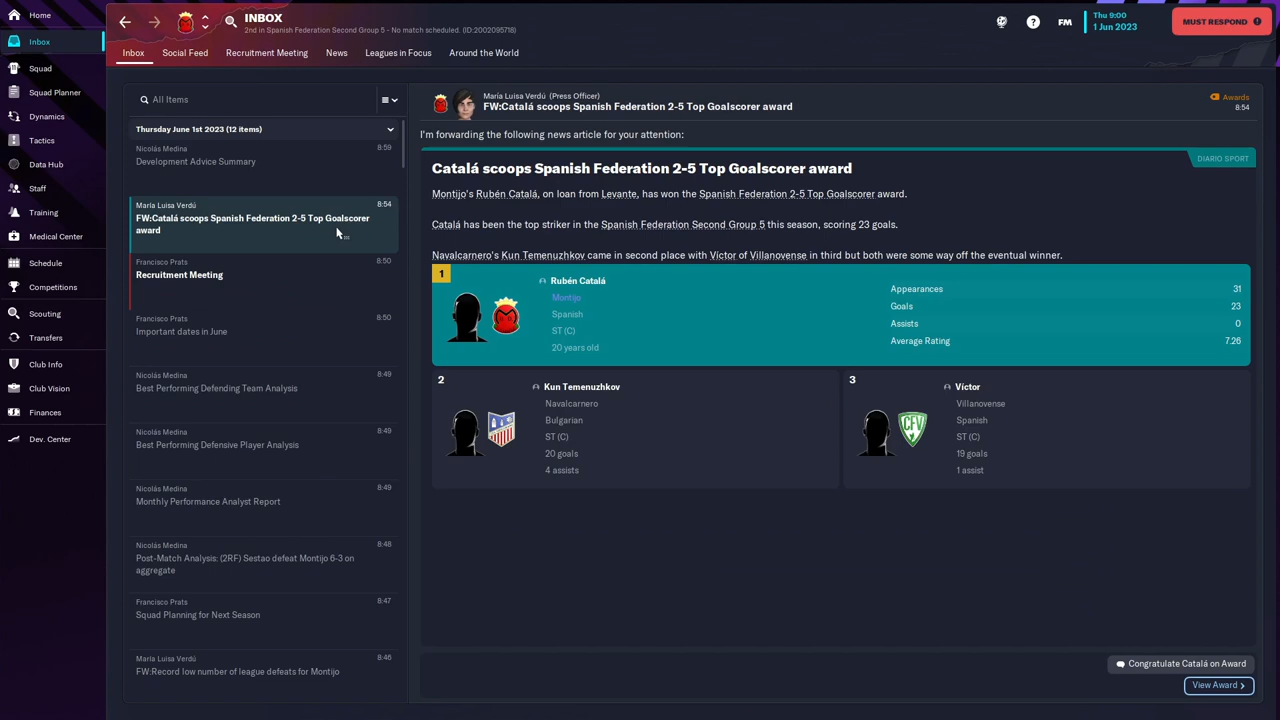 Home
Inbox
Squad
Squad Planner
Dynamics
Tactics
Data Hub
Staff
Training
Medical Center
Schedule
Competitions
Scouting
Transfers
Club Info
Club Vision
Finances
Dev. Center
INBOX
2nd in Spanish Federation Second Group 5 - No match scheduled. (ID:2002095718)
?
FM
Thu 9:00
1 Jun 2023
MUST RESPOND
Inbox
Social Feed
Recruitment Meeting
News
Leagues in Focus
Around the World
All Items
Thursday June 1st 2023 (12 items)
Nicolás Medina 8:59
Development Advice Summary
María Luisa Verdú 8:54
FW:Catalá scoops Spanish Federation 2-5 Top Goalscorer
award
Francisco Prats 8:50
Recruitment Meeting
Francisco Prats 8:50
Important dates in June
Nicolás Medina 8:49
Best Performing Defending Team Analysis
Nicolás Medina 8:49
Best Performing Defensive Player Analysis
Nicolás Medina 8:49
Monthly Performance Analyst Report
Nicolás Medina 8:48
Post-Match Analysis: (2RF) Sestao defeat Montijo 6-3 on
aggregate
Francisco Prats 8:47
Squad Planning for Next Season
María Luisa Verdú 8:46
FW:Record low number of league defeats for Montijo
María Luisa Verdú (Press Officer)
FW:Catalá scoops Spanish Federation 2-5 Top Goalscorer award
Awards
8:54
I'm forwarding the following news article for your attention:
DIARIO SPORT
Catalá scoops Spanish Federation 2-5 Top Goalscorer award
Montijo's Rubén Catalá, on loan from Levante, has won the Spanish Federation 2-5 Top Goalscorer award.
Catalá has been the top striker in the Spanish Federation Second Group 5 this season, scoring 23 goals.
Navalcarnero's Kun Temenuzhkov came in second place with Víctor of Villanovense in third but both were some way off the eventual winner.
1
Rubén Catalá
Montijo
Spanish
ST (C)
20 years old
Appearances 31
Goals 23
Assists 0
Average Rating 7.26
2
Kun Temenuzhkov
Navalcarnero
Bulgarian
ST (C)
20 goals
4 assists
3
Víctor
Villanovense
Spanish
ST (C)
19 goals
1 assist
CFV
Congratulate Catalá on Award
View Award